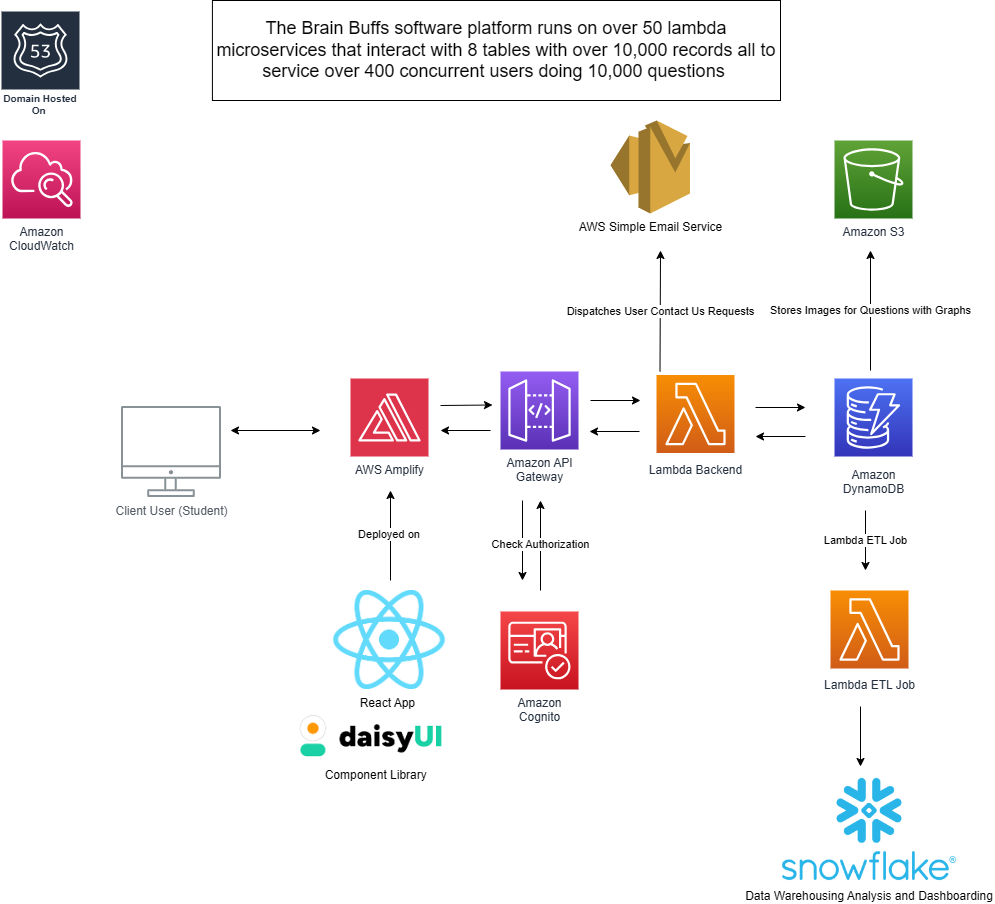 The Brain Buffs software platform runs on over 50 lambda
microservices that interact with 8 tables with over 10,000 records all to
service over 400 concurrent users doing 10,000 questions
53
Domain Hosted
On
Amazon
CloudWatch
AWS Simple Email Service
Amazon S3
Dispatches User Contact Us Requests
Stores Images for Questions with Graphs
</>
Client User (Student)
AWS Amplify
Amazon API
Gateway
Lambda Backend
Amazon
DynamoDB
Deployed on
Check Authorization
Lambda ETL Job
React App
Amazon
Cognito
Lambda ETL Job
daisyUI
Component Library
snowflake®
Data Warehousing Analysis and Dashboarding